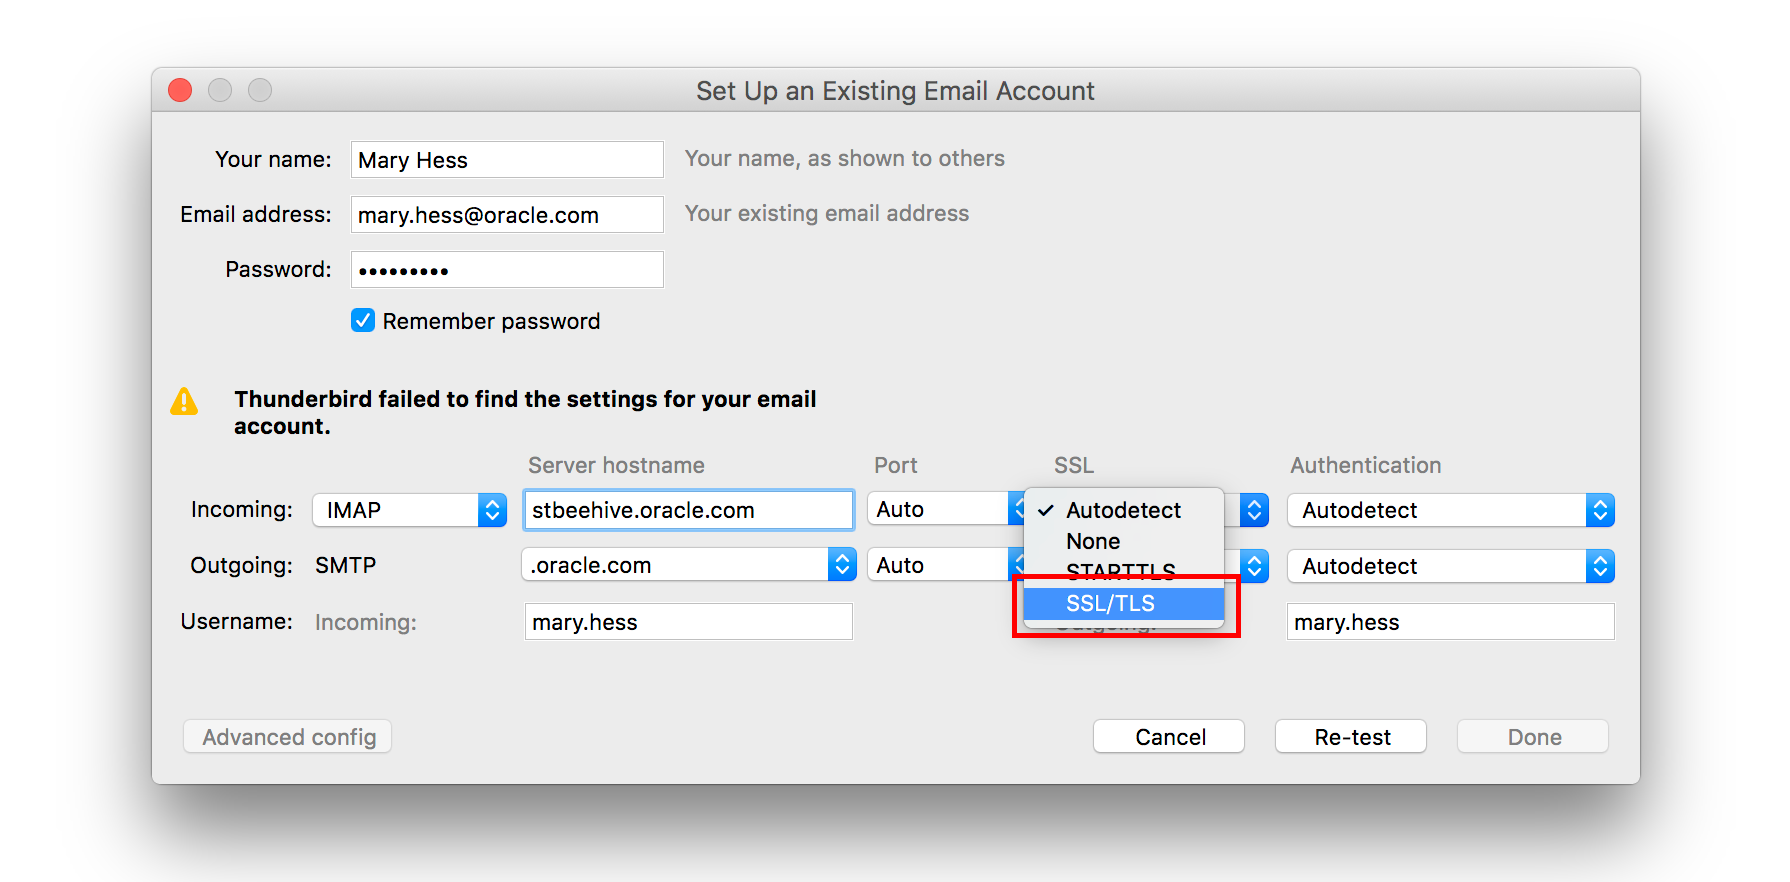 Set Up an Existing Email Account
Your name: Mary Hess Your name, as shown to others
Email address: mary.hess@oracle.com Your existing email address
Password: •••••••••
Remember password
Thunderbird failed to find the settings for your email
account.
Server hostname Port SSL Authentication
Incoming: IMAP stbeehive.oracle.com Auto Autodetect Autodetect
None
Outgoing: SMTP .oracle.com Auto STARTTLS Autodetect
SSL/TLS
Username: Incoming: mary.hess Outgoing: mary.hess
Advanced config Cancel Re-test Done